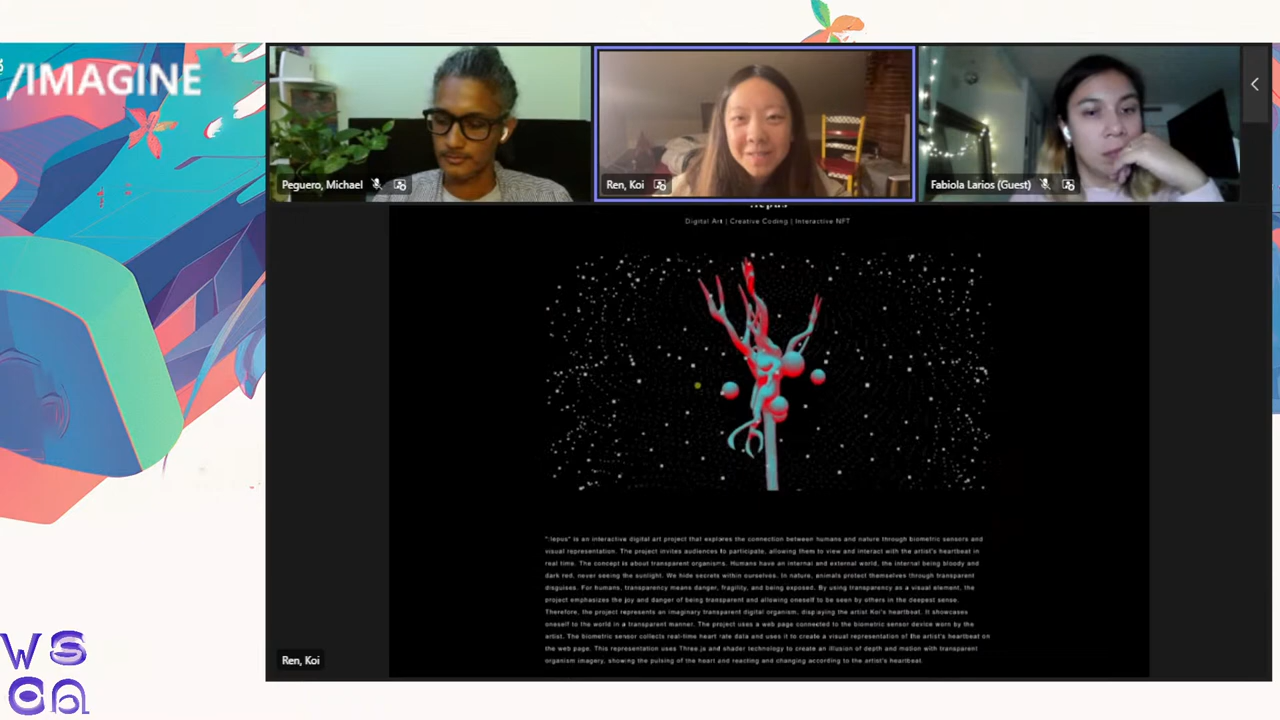 /IMAGINE
Peguero, Michael
Ren, Koi
Fabiola Larios (Guest)
Digital Art | Creative Coding | Interactive NFT
":lepus" is an interactive digital art project that explores the connection between humans and nature through biometric sensors and
visual representation. The project invites audiences to participate, allowing them to view and interact with the artist's heartbeat in
real time. The concept is about transparent organisms. Humans have an internal and external world, the internal being bloody and
dark red, never seeing the sunlight. We hide secrets within ourselves. In nature, animals protect themselves through transparent
disguises. For humans, transparency means danger, fragility, and being exposed. By using transparency as a visual element, the
project emphasizes the joy and danger of being transparent and allowing oneself to be seen by others in the deepest sense.
Therefore, the project represents an imaginary transparent digital organism, displaying the artist Koi's heartbeat. It showcases
oneself to the world in a transparent manner. The project uses a web page connected to the biometric sensor device worn by the
artist. The biometric sensor collects real-time heart rate data and uses it to create a visual representation of the artist's heartbeat on
the web page. This representation uses Three.js and shader technology to create an illusion of depth and motion with transparent
organism imagery, showing the pulsing of the heart and reacting and changing according to the artist's heartbeat.
Ren, Koi